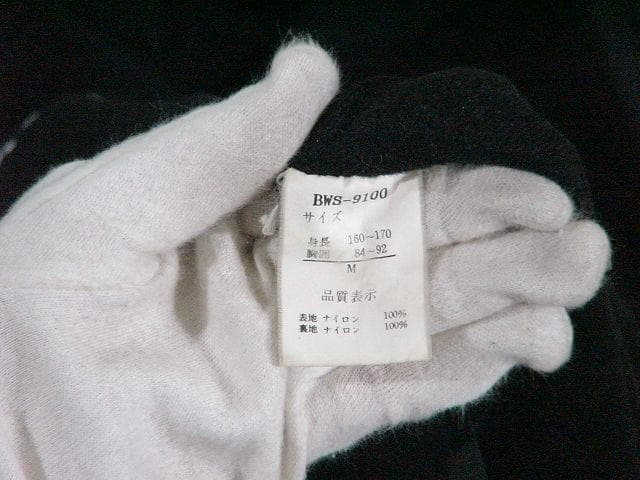 BWS-9100
サイズ
身長 160～170
胸囲 84～92
M
品質表示
表地 ナイロン 100%
裏地 ナイロン 100%